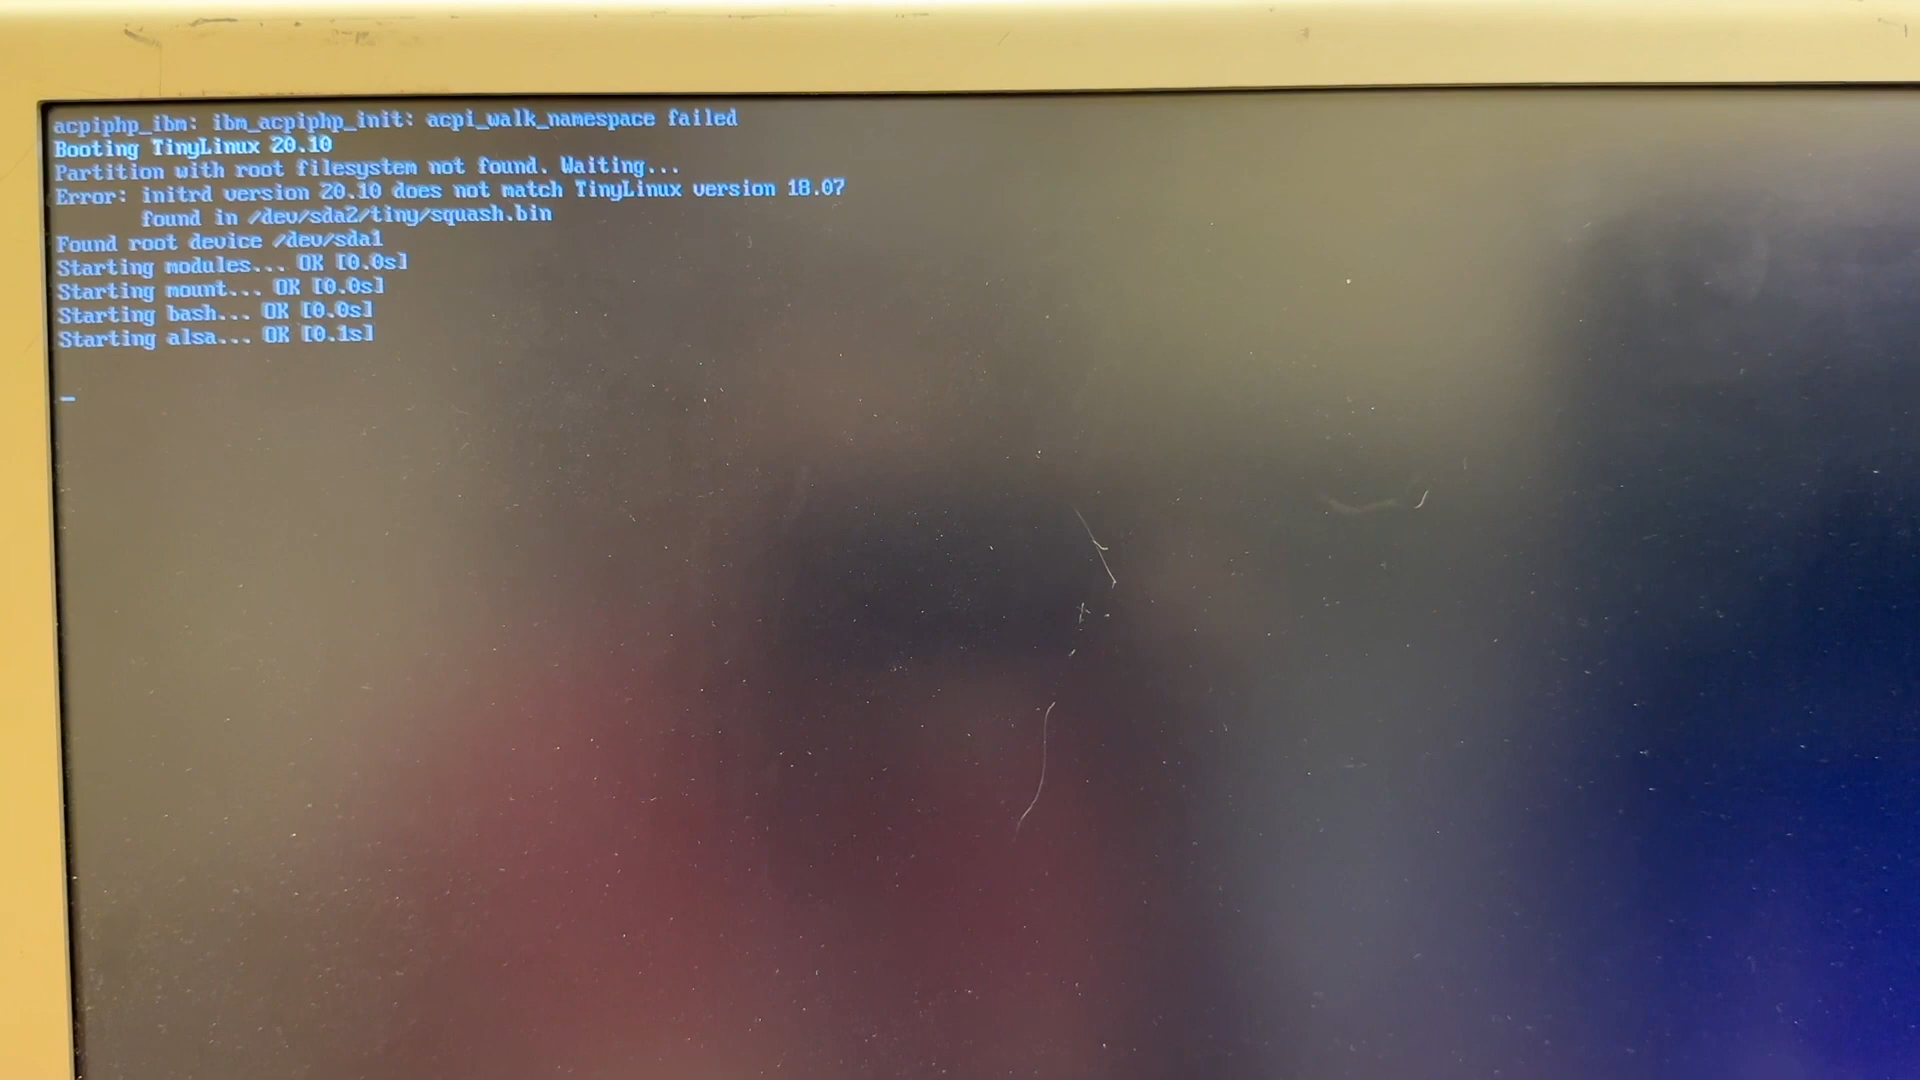 acpiphp_ibm: ibm_acpiphp_init: acpi_walk_namespace failed
Booting TinyLinux 20.10
Partition with root filesystem not found. Waiting...
Error: initrd version 20.10 does not match TinyLinux version 18.07
found in /dev/sda2/tiny/squash.bin
Found root device /dev/sda1
Starting modules... OK [0.0s]
Starting mount... OK [0.0s]
Starting bash... OK [0.0s]
Starting alsa... OK [0.1s]